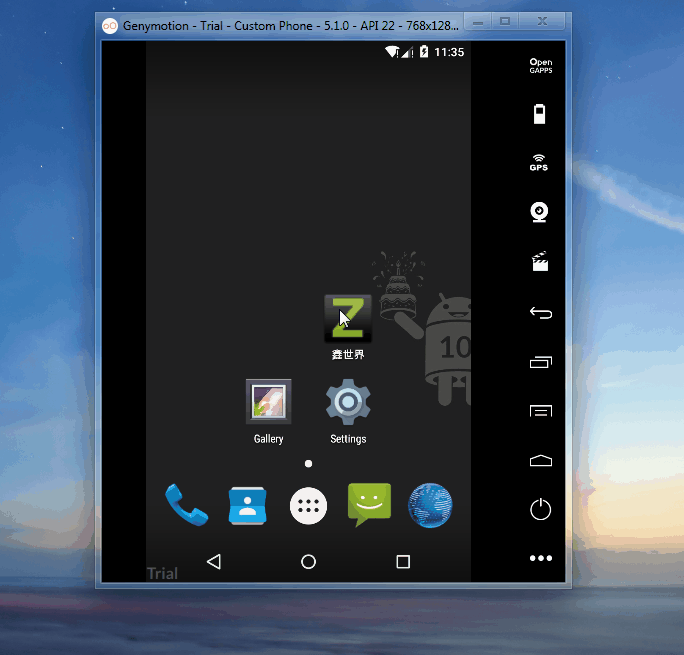 Genymotion - Trial - Custom Phone - 5.1.0 - API 22 - 768x128...
11:35
Open
GAPPS
GPS
10
Z
鑫世界
Gallery
Settings
Trial